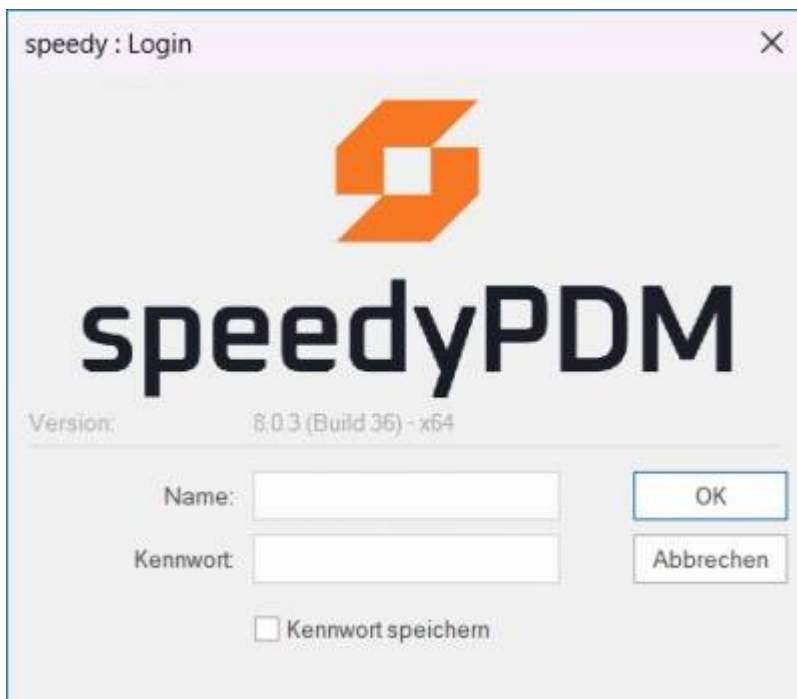 speedy : Login
speedyPDM
Version: 8.0.3 (Build 36) - x64
Name: OK
Kennwort: Abbrechen
Kennwort speichern